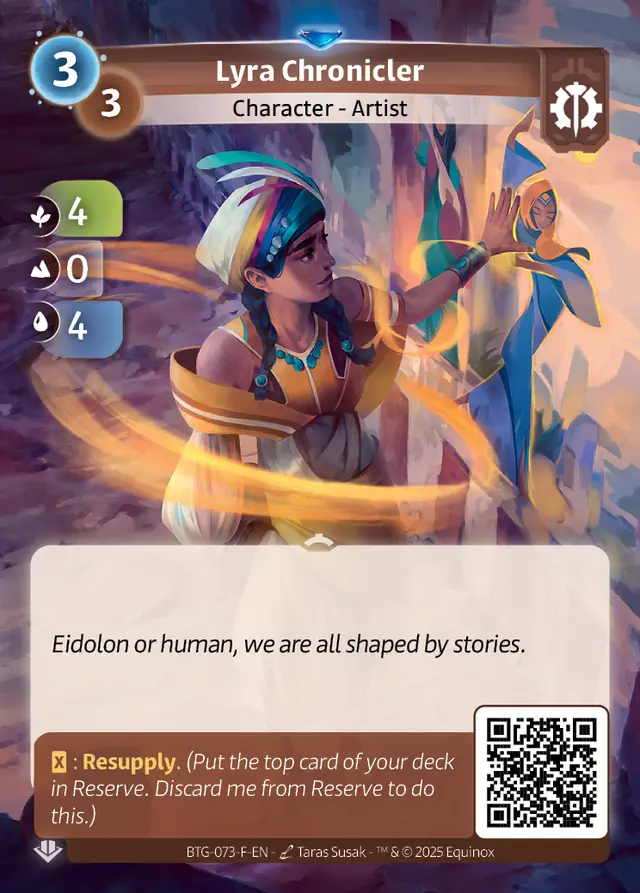 3
Lyra Chronicler
3
Character - Artist
4
0
4
Eidolon or human, we are all shaped by stories.
X : Resupply. (Put the top card of your deck
in Reserve. Discard me from Reserve to do
this.)
BTG-073-F-EN - Taras Susak - ™ & © 2025 Equinox